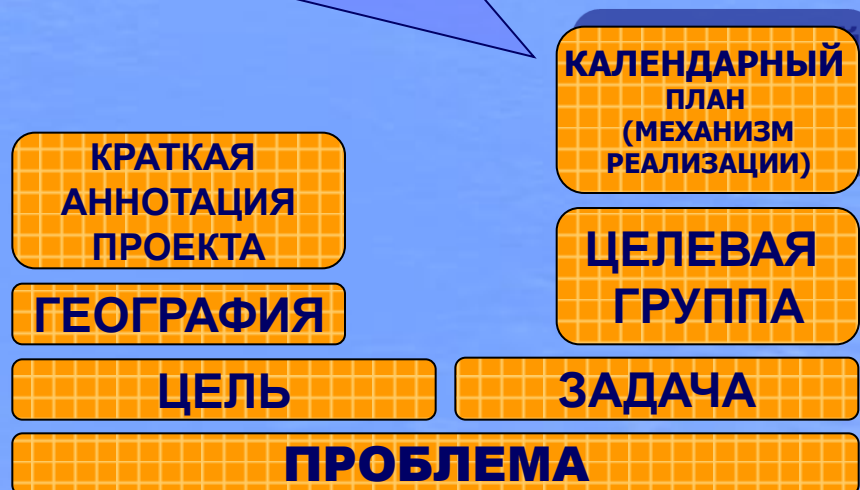 КАЛЕНДАРНЫЙ
ПЛАН
(МЕХАНИЗМ
РЕАЛИЗАЦИИ)
КРАТКАЯ
АННОТАЦИЯ
ПРОЕКТА
ЦЕЛЕВАЯ
ГРУППА
ГЕОГРАФИЯ
ЦЕЛЬ
ЗАДАЧА
ПРОБЛЕМА